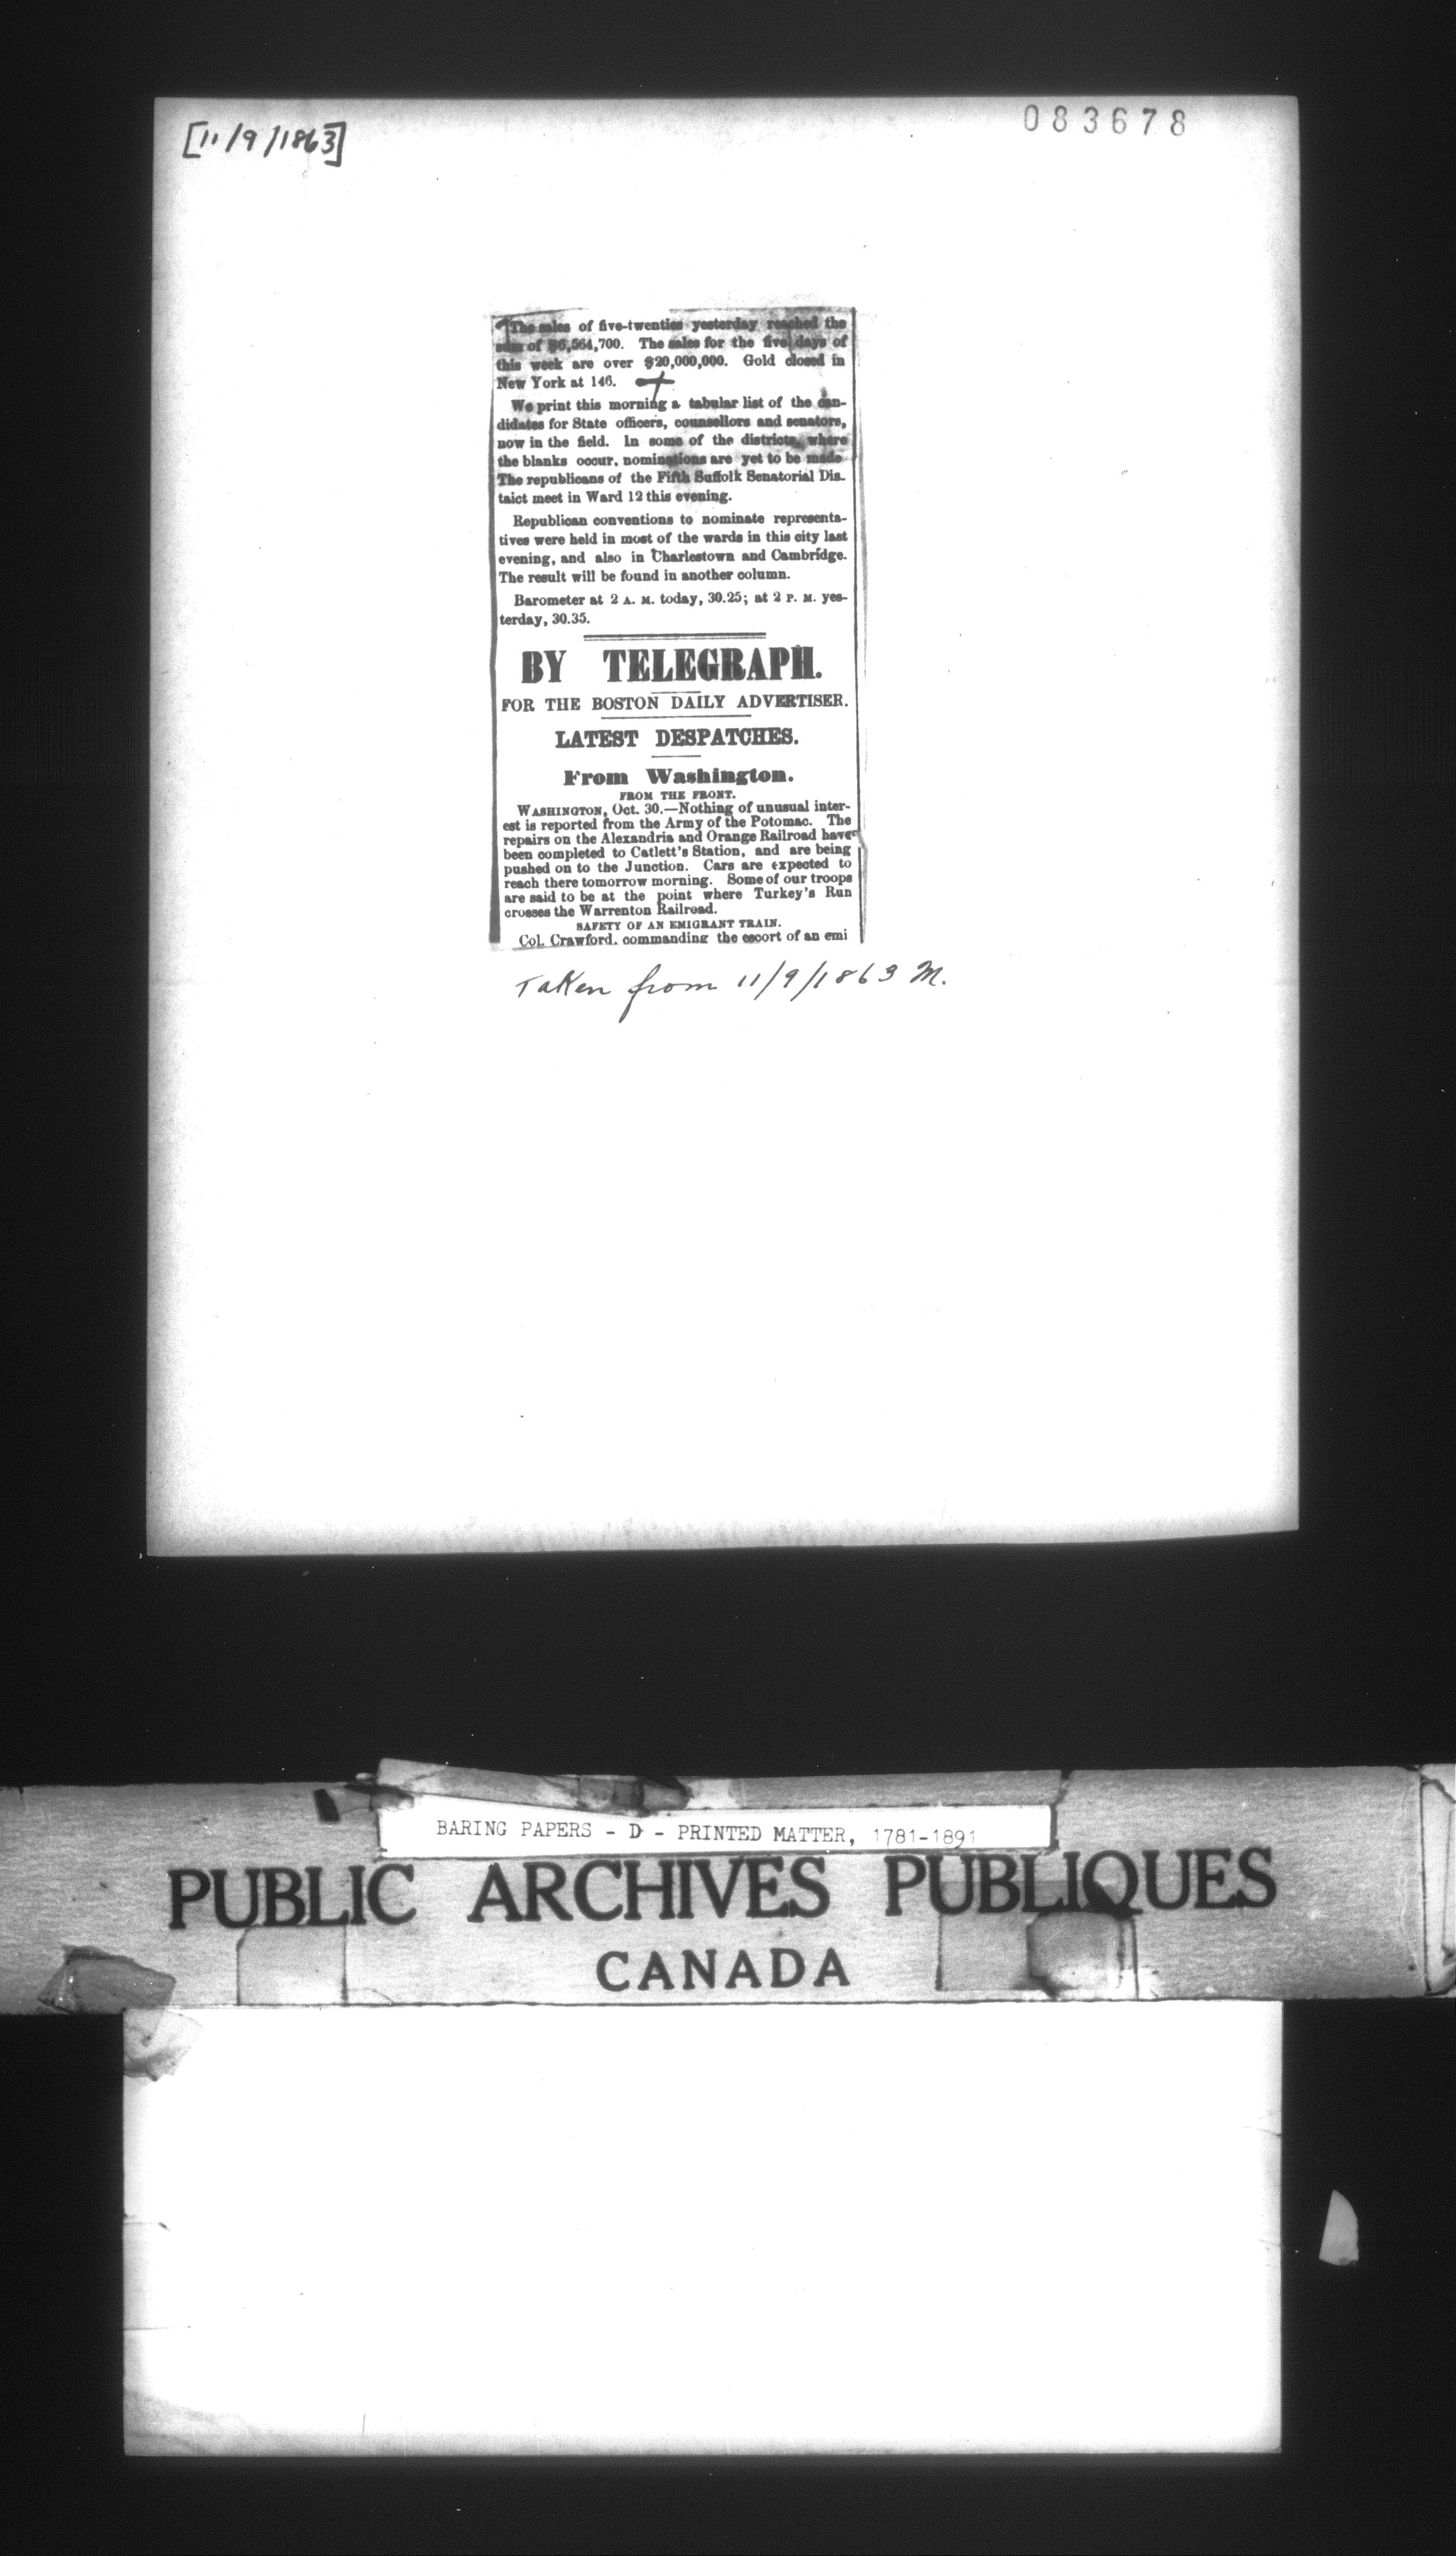 [11/9/1863]
083678
The sales of five-twenties yesterday reached the
sum of $6,564,700. The sales for the five days of
this week are over $20,000,000. Gold closed in
New York at 146.
We print this morning a tabular list of the can-
didates for State officers, counsellors and senators,
now in the field. In some of the districts, where
the blanks occur, nominations are yet to be made
The republicans of the Fifth Suffolk Senatorial Dis-
taict meet in Ward 12 this evening.
Republican conventions to nominate representa-
tives were held in most of the wards in this city last
evening, and also in Charlestown and Cambridge.
The result will be found in another column.
Barometer at 2 A. M. today, 30.25; at 2 P. M. yes-
terday, 30.35.
BY TELEGRAPH.
FOR THE BOSTON DAILY ADVERTISER.
LATEST DESPATCHES.
From Washington.
FROM THE FRONT.
WASHINGTON, Oct. 30.—Nothing of unusual inter-
est is reported from the Army of the Potomac. The
repairs on the Alexandria and Orange Railroad have
been completed to Catlett's Station, and are being
pushed on to the Junction. Cars are expected to
reach there tomorrow morning. Some of our troops
are said to be at the point where Turkey's Run
crosses the Warrenton Railroad.
SAFETY OF AN EMIGRANT TRAIN.
Col. Crawford, commanding the escort of an emi
Taken from 11/9/1863 M.
BARING PAPERS - D - PRINTED MATTER, 1781-1891
PUBLIC ARCHIVES PUBLIQUES
CANADA